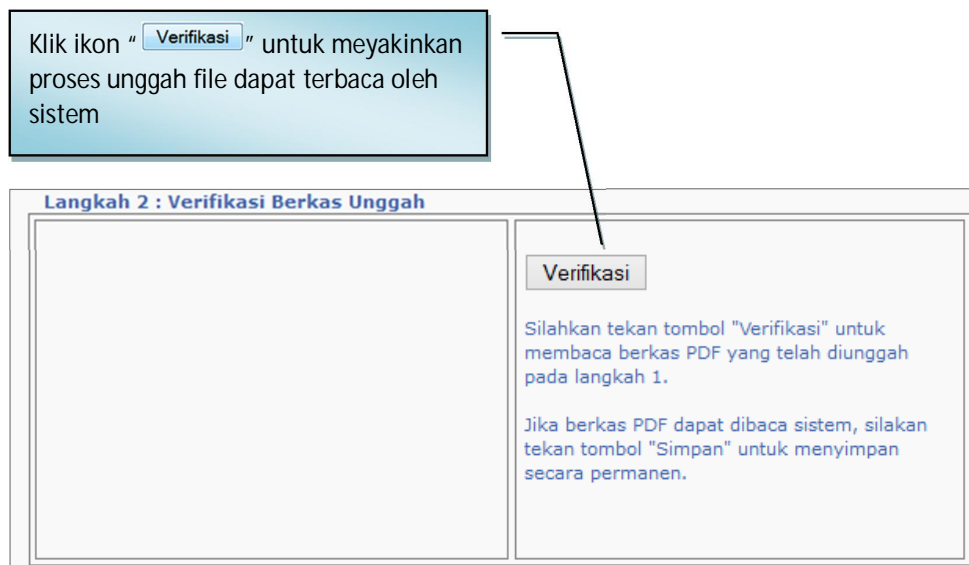 Klik ikon “ Verifikasi ” untuk meyakinkan
proses unggah file dapat terbaca oleh
sistem
Langkah 2 : Verifikasi Berkas Unggah
Verifikasi
Silahkan tekan tombol "Verifikasi" untuk
membaca berkas PDF yang telah diunggah
pada langkah 1.
Jika berkas PDF dapat dibaca sistem, silakan
tekan tombol "Simpan" untuk menyimpan
secara permanen.